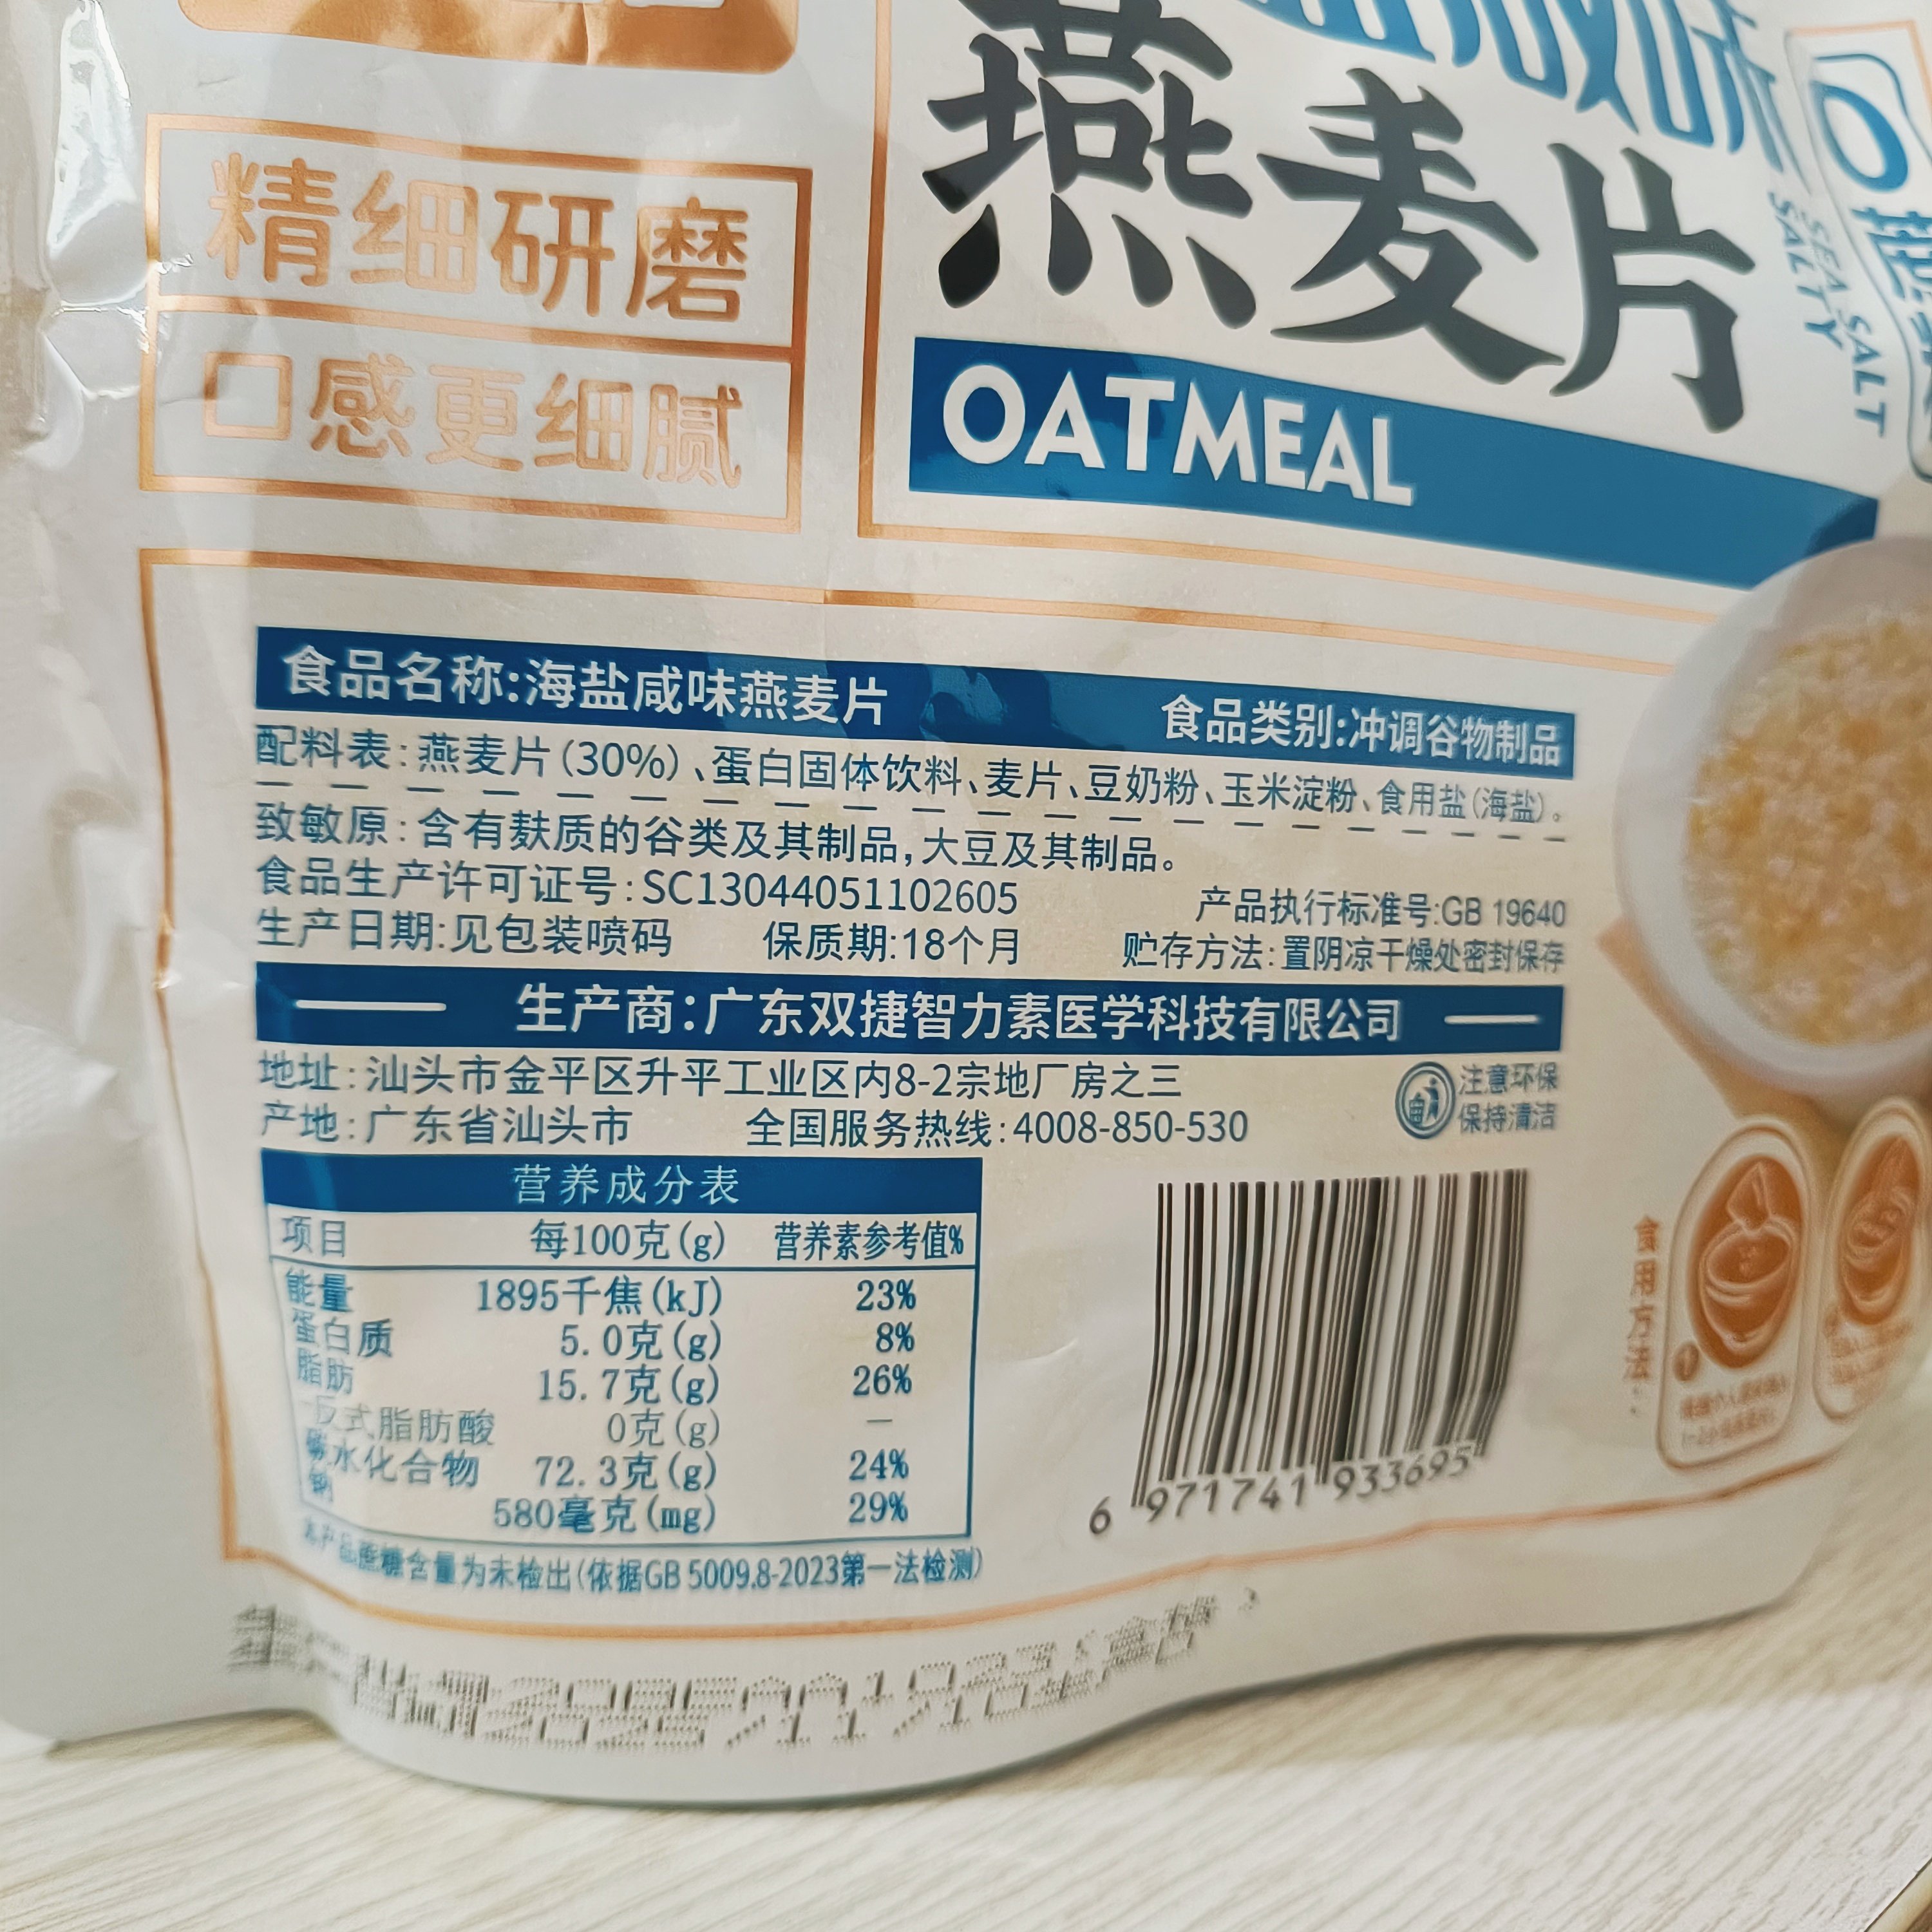 咸味
SEA SALT
SALTY
燕麦片
OATMEAL
精细研磨
口感更细腻
食品名称:海盐咸味燕麦片
食品类别:冲调谷物制品
配料表:燕麦片(30%)、蛋白固体饮料、麦片、豆奶粉、玉米淀粉、食用盐(海盐)。
致敏原:含有麸质的谷类及其制品,大豆及其制品。
食品生产许可证号:SC13044051102605
产品执行标准号:GB 19640
生产日期:见包装喷码 保质期:18个月 贮存方法:置阴凉干燥处密封保存
生产商:广东双捷智力素医学科技有限公司
地址:汕头市金平区升平工业区内8-2宗地厂房之三
产地:广东省汕头市 全国服务热线:4008-850-530
注意环保
保持清洁
营养成分表
项目 每100克(g) 营养素参考值%
能量 1895千焦(kJ) 23%
蛋白质 5.0克(g) 8%
脂肪 15.7克(g) 26%
-反式脂肪酸 0克(g) —
碳水化合物 72.3克(g) 24%
钠 580毫克(mg) 29%
本产品蔗糖含量为未检出(依据GB 5009.8-2023第一法检测)
6 971741 933695
食用方法:
1